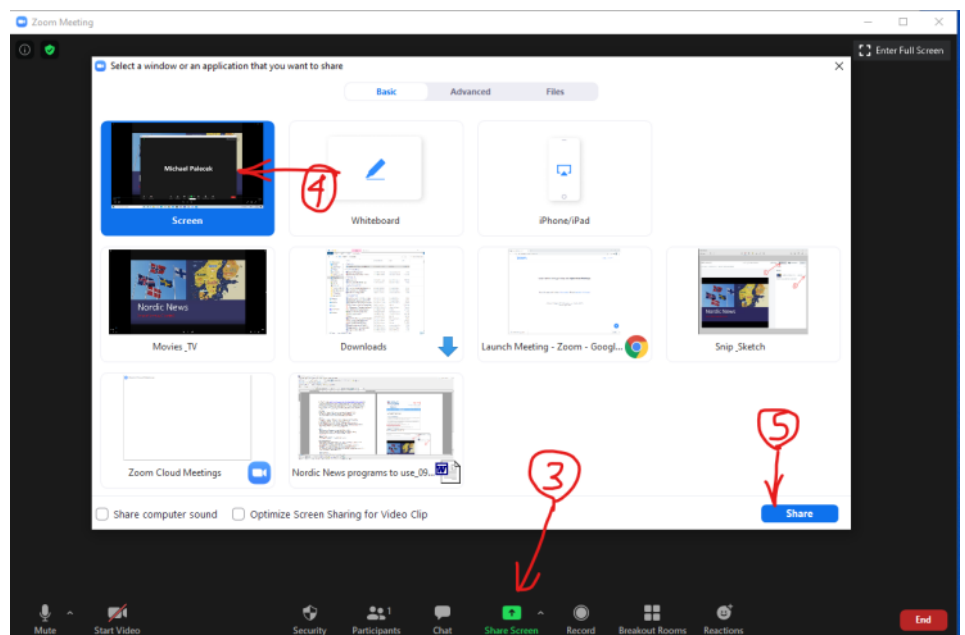 Zoom Meeting
Enter Full Screen
Select a window or an application that you want to share
Basic Advanced Files
Michael Palecek
4
Screen Whiteboard iPhone/iPad
Nordic News
Nordic News
Movies_TV Downloads Launch Meeting - Zoom - Googl... Snip_Sketch
5
3
Zoom Cloud Meetings Nordic News programs to use_09...
W
Share computer sound Optimize Screen Sharing for Video Clip Share
1
Mute Start Video Security Participants Chat Share Screen Record Breakout Rooms Reactions End